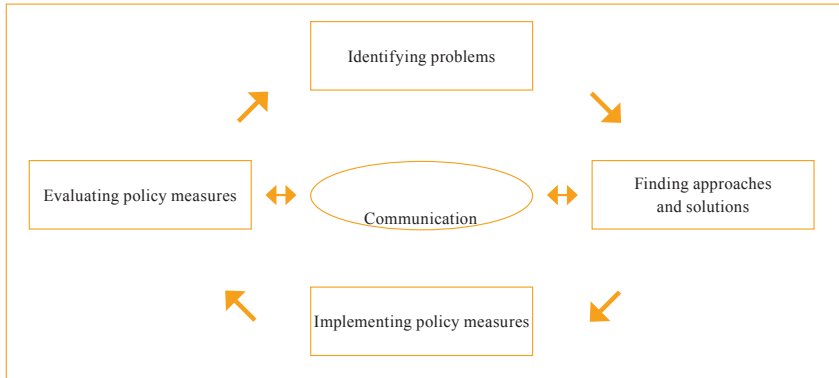 Identifying problems
Evaluating policy measures
Communication
Finding approaches
and solutions
Implementing policy measures